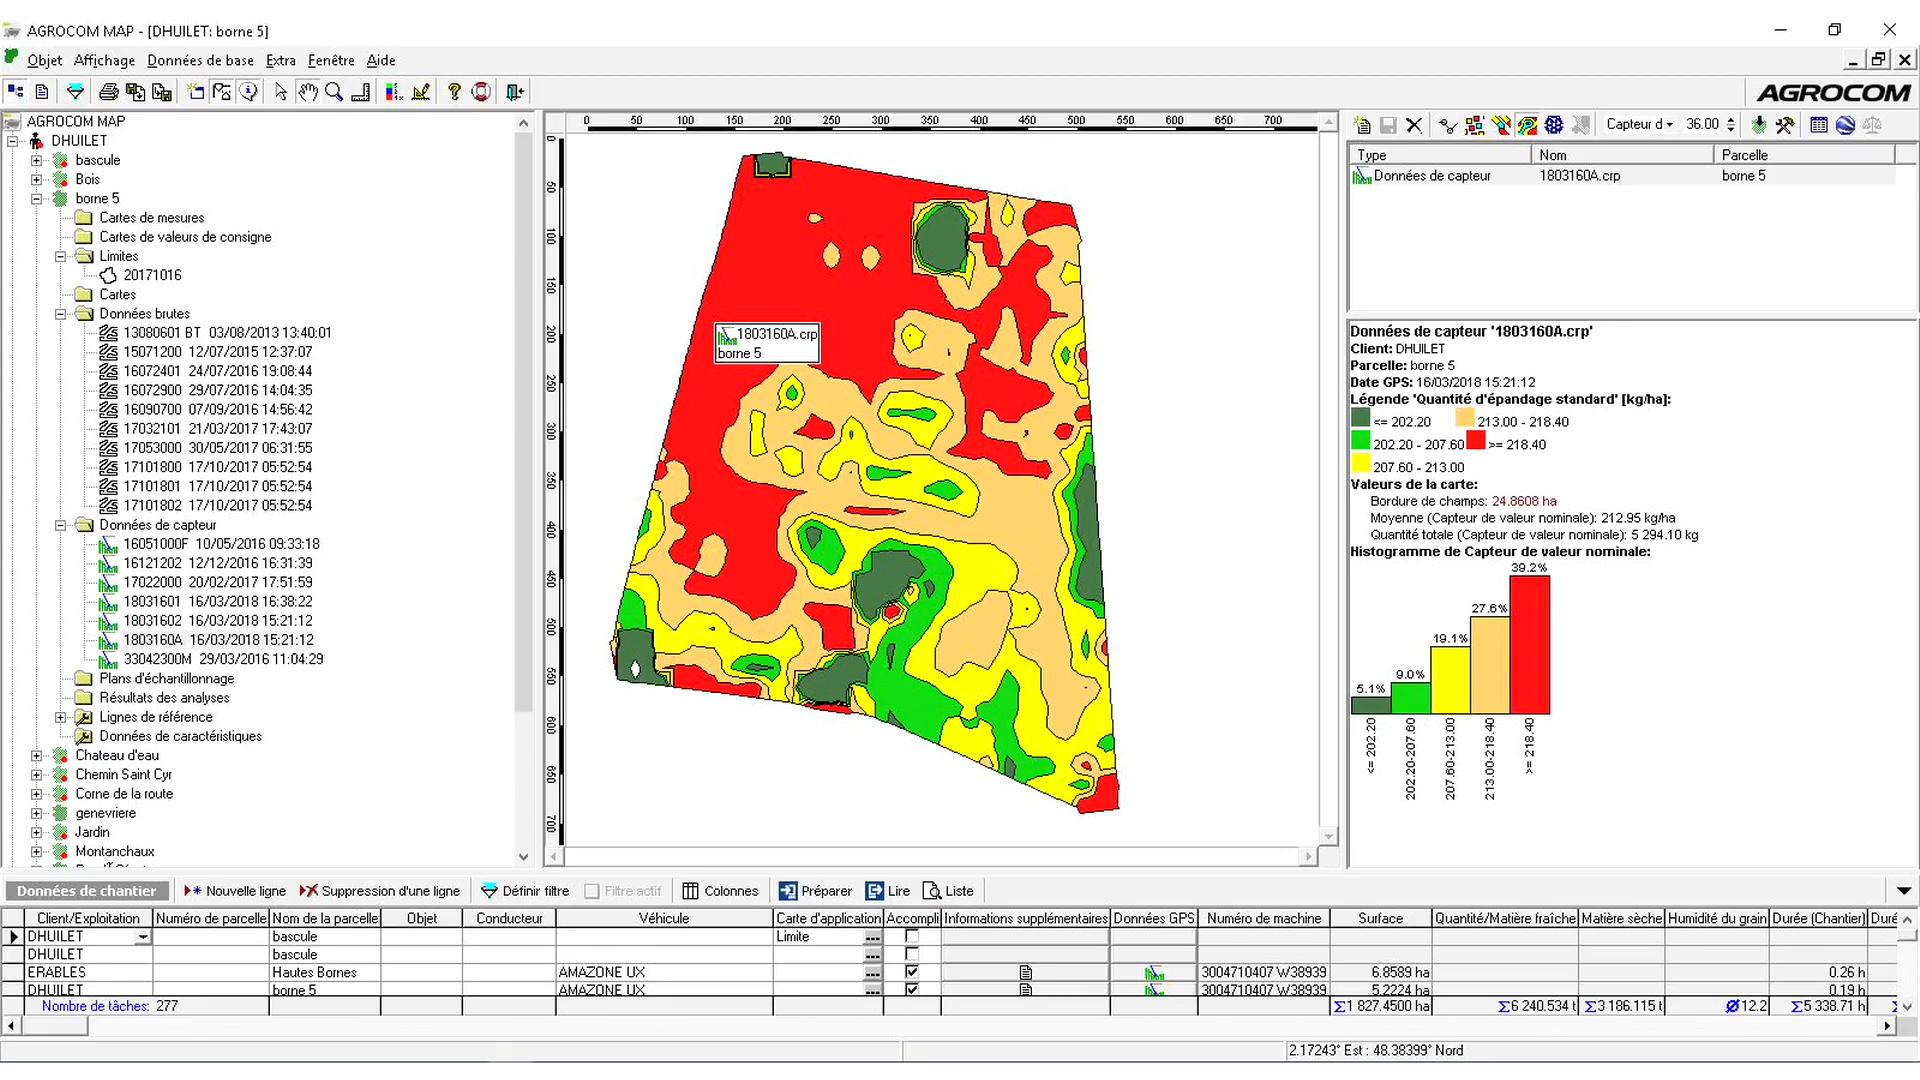 AGROCOM MAP - [DHUILET: borne 5]
Objet Affichage Données de base Extra Fenêtre Aide
AGROCOM
AGROCOM MAP
DHUILET
bascule
Bois
borne 5
Cartes de mesures
Cartes de valeurs de consigne
Limites
20171016
Cartes
Données brutes
13080601 BT 03/08/2013 13:40:01
15071200 12/07/2015 12:37:07
16072401 24/07/2016 19:08:44
16072900 29/07/2016 14:04:35
16090700 07/09/2016 14:56:42
17032101 21/03/2017 17:43:07
17053000 30/05/2017 06:31:55
17101800 17/10/2017 05:52:54
17101801 17/10/2017 05:52:54
17101802 17/10/2017 05:52:54
Données de capteur
16051000F 10/05/2016 09:33:18
16121202 12/12/2016 16:31:39
17022000 20/02/2017 17:51:59
18031601 16/03/2018 16:38:22
18031602 16/03/2018 15:21:12
1803160A 16/03/2018 15:21:12
33042300M 29/03/2016 11:04:29
Plans d'échantillonnage
Résultats des analyses
Lignes de référence
Données de caractéristiques
Chateau d'eau
Chemin Saint Cyr
Corne de la route
genevriere
Jardin
Montanchaux
0 50 100 150 200 250 300 350 400 450 500 550 600 650 700
0
50
100
150
200
250
300
350
400
450
500
550
600
650
700
1803160A.crp
borne 5
Capteur d 36.00
Type Nom Parcelle
Données de capteur 1803160A.crp borne 5
Données de capteur '1803160A.crp'
Client: DHUILET
Parcelle: borne 5
Date GPS: 16/03/2018 15:21:12
Légende 'Quantité d'épandage standard' [kg/ha]:
<= 202.20 213.00 - 218.40
202.20 - 207.60 >= 218.40
207.60 - 213.00
Valeurs de la carte:
Bordure de champs: 24.8608 ha
Moyenne (Capteur de valeur nominale): 212.95 kg/ha
Quantité totale (Capteur de valeur nominale): 5 294.10 kg
Histogramme de Capteur de valeur nominale:
5.1% 9.0% 19.1% 27.6% 39.2%
<= 202.20
202.20-207.60
207.60-213.00
213.00-218.40
>= 218.40
Données de chantier Nouvelle ligne Suppression d'une ligne Définir filtre Filtre actif Colonnes Préparer Lire Liste
Client/Exploitation Numéro de parcelle Nom de la parcelle Objet Conducteur Véhicule Carte d'application Accompli Informations supplémentaires Données GPS Numéro de machine Surface Quantité/Matière fraîche Matière sèche Humidité du grain Durée (Chantier) Duré
DHUILET bascule Limite
DHUILET bascule
ERABLES Hautes Bornes AMAZONE UX 3004710407 W38939 6.8589 ha 0.26 h
DHUILET borne 5 AMAZONE UX 3004710407 W38939 5.2224 ha 0.19 h
Nombre de tâches: 277 Σ1 827.4500 ha Σ6 240.534 t Σ3 186.115 t Ø12.2 Σ5 338.71 h
2.17243° Est : 48.38399° Nord